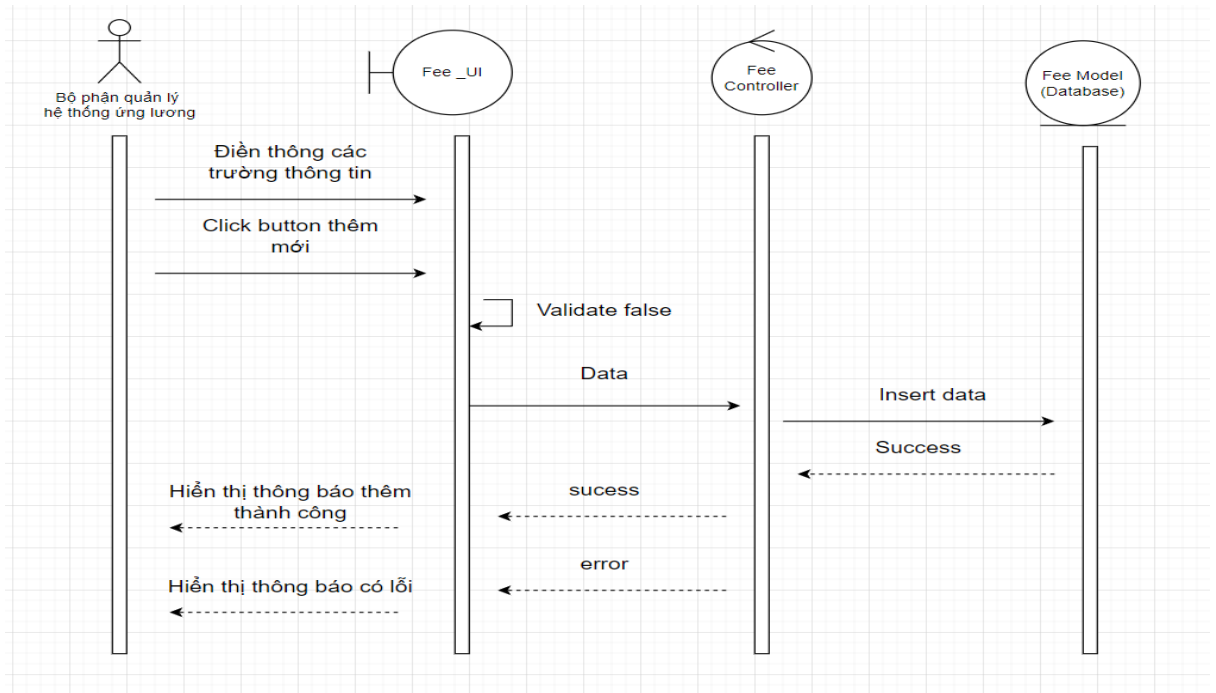 Fee _UI
Fee
Controller
Fee Model
(Database)
Bộ phận quản lý
hệ thống ứng lương
Điền thông các
trường thông tin
Click button thêm
mới
Validate false
Data
Insert data
Success
sucess
Hiển thị thông báo thêm
thành công
error
Hiển thị thông báo có lỗi